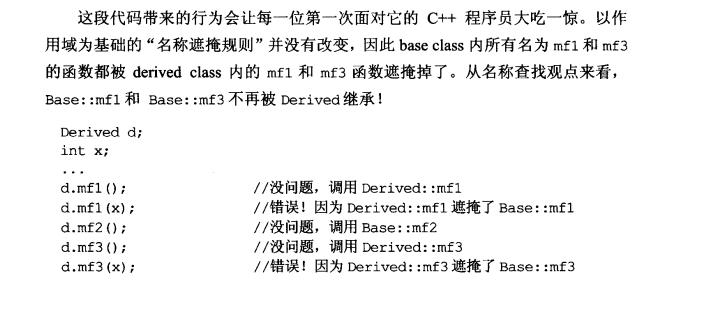 这段代码带来的行为会让每一位第一次面对它的 C++ 程序员大吃一惊。以作
用域为基础的“名称遮掩规则”并没有改变，因此 base class 内所有名为 mf1 和 mf3
的函数都被 derived class 内的 mf1 和 mf3 函数遮掩掉了。从名称查找观点来看，
Base::mf1 和 Base::mf3 不再被 Derived 继承！
Derived d;
int x;
...
d.mf1(); //没问题，调用 Derived::mf1
d.mf1(x); //错误！因为 Derived::mf1 遮掩了 Base::mf1
d.mf2(); //没问题，调用 Base::mf2
d.mf3(); //没问题，调用 Derived::mf3
d.mf3(x); //错误！因为 Derived::mf3 遮掩了 Base::mf3